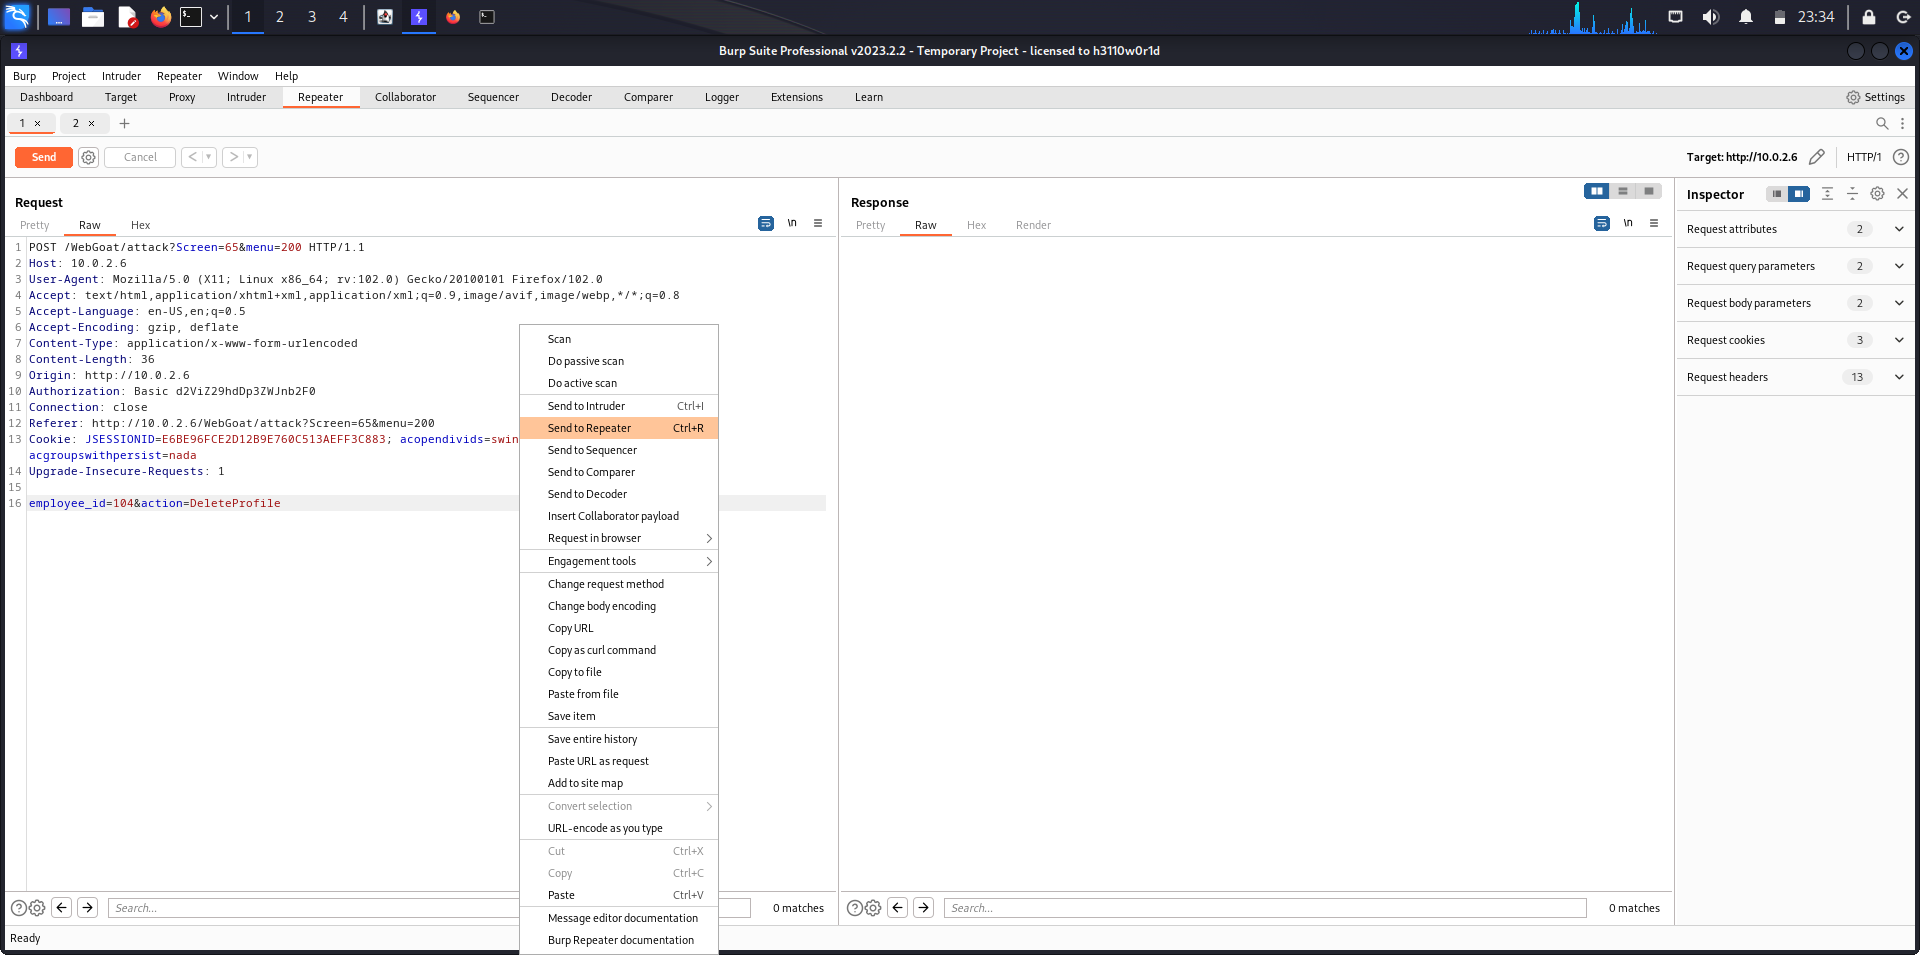 1 2 3 4 23:34
Burp Suite Professional v2023.2.2 - Temporary Project - licensed to h3110w0r1d
Burp Project Intruder Repeater Window Help
Dashboard Target Proxy Intruder Repeater Collaborator Sequencer Decoder Comparer Logger Extensions Learn Settings
1 × 2 × +
Send Cancel < > Target: http://10.0.2.6 HTTP/1 ?
Request
Pretty Raw Hex \n
1 POST /WebGoat/attack?Screen=65&menu=200 HTTP/1.1
2 Host: 10.0.2.6
3 User-Agent: Mozilla/5.0 (X11; Linux x86_64; rv:102.0) Gecko/20100101 Firefox/102.0
4 Accept: text/html,application/xhtml+xml,application/xml;q=0.9,image/avif,image/webp,*/*;q=0.8
5 Accept-Language: en-US,en;q=0.5
6 Accept-Encoding: gzip, deflate
7 Content-Type: application/x-www-form-urlencoded
8 Content-Length: 36
9 Origin: http://10.0.2.6
10 Authorization: Basic d2ViZ29hdDp3ZWJnb2F0
11 Connection: close
12 Referer: http://10.0.2.6/WebGoat/attack?Screen=65&menu=200
13 Cookie: JSESSIONID=E6BE96FCE2D12B9E760C513AEFF3C883; acopendivids=swin
acgroupswithpersist=nada
14 Upgrade-Insecure-Requests: 1
15
16 employee_id=104&action=DeleteProfile
Scan
Do passive scan
Do active scan
Send to Intruder Ctrl+I
Send to Repeater Ctrl+R
Send to Sequencer
Send to Comparer
Send to Decoder
Insert Collaborator payload
Request in browser >
Engagement tools >
Change request method
Change body encoding
Copy URL
Copy as curl command
Copy to file
Paste from file
Save item
Save entire history
Paste URL as request
Add to site map
Convert selection >
URL-encode as you type
Cut Ctrl+X
Copy Ctrl+C
Paste Ctrl+V
Message editor documentation
Burp Repeater documentation
Response
Pretty Raw Hex Render \n
Inspector
Request attributes 2
Request query parameters 2
Request body parameters 2
Request cookies 3
Request headers 13
? Search... 0 matches
? Search... 0 matches
Ready